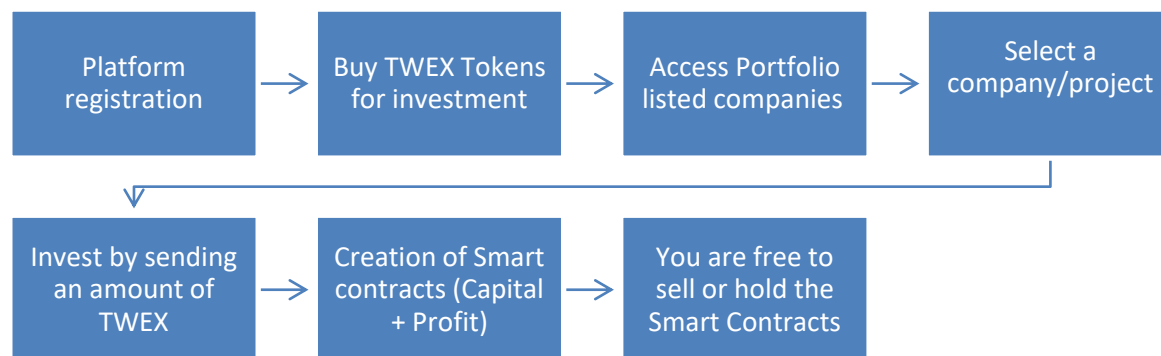 Platform
registration
Buy TWEX Tokens
for investment
Access Portfolio
listed companies
Select a
company/project
Invest by sending
an amount of
TWEX
Creation of Smart
contracts (Capital
+ Profit)
You are free to
sell or hold the
Smart Contracts